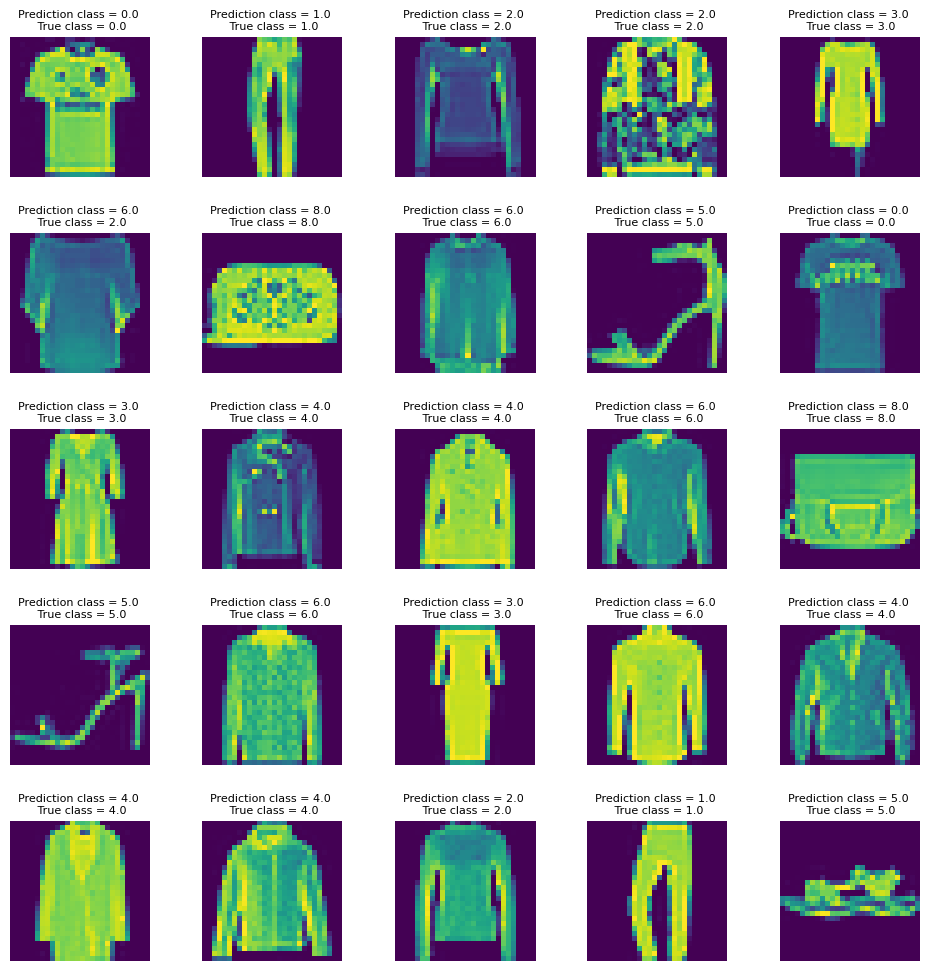 Prediction class = 0.0
True class = 0.0
Prediction class = 1.0
True class = 1.0
Prediction class = 2.0
True class = 2.0
Prediction class = 2.0
True class = 2.0
Prediction class = 3.0
True class = 3.0
Prediction class = 6.0
True class = 2.0
Prediction class = 8.0
True class = 8.0
Prediction class = 6.0
True class = 6.0
Prediction class = 5.0
True class = 5.0
Prediction class = 0.0
True class = 0.0
Prediction class = 3.0
True class = 3.0
Prediction class = 4.0
True class = 4.0
Prediction class = 4.0
True class = 4.0
Prediction class = 6.0
True class = 6.0
Prediction class = 8.0
True class = 8.0
Prediction class = 5.0
True class = 5.0
Prediction class = 6.0
True class = 6.0
Prediction class = 3.0
True class = 3.0
Prediction class = 6.0
True class = 6.0
Prediction class = 4.0
True class = 4.0
Prediction class = 4.0
True class = 4.0
Prediction class = 4.0
True class = 4.0
Prediction class = 2.0
True class = 2.0
Prediction class = 1.0
True class = 1.0
Prediction class = 5.0
True class = 5.0